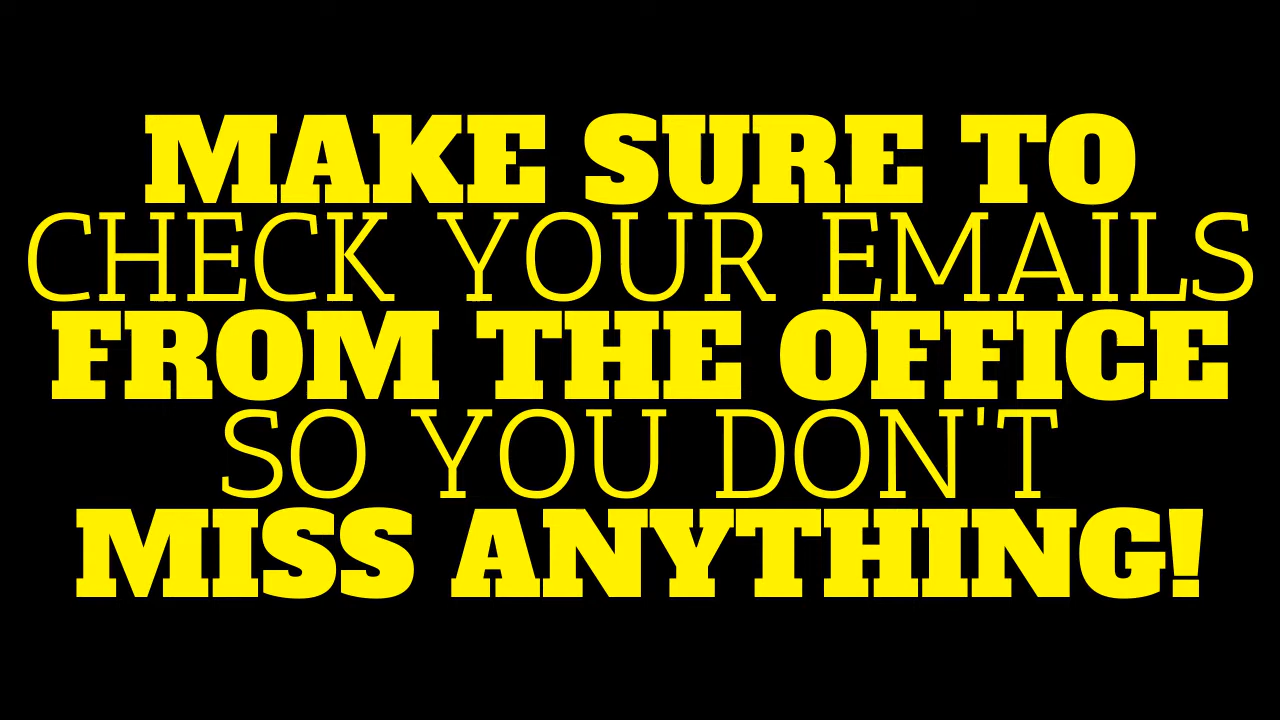 MAKE SURE TO
CHECK YOUR EMAILS
FROM THE OFFICE
SO YOU DON'T
MISS ANYTHING!